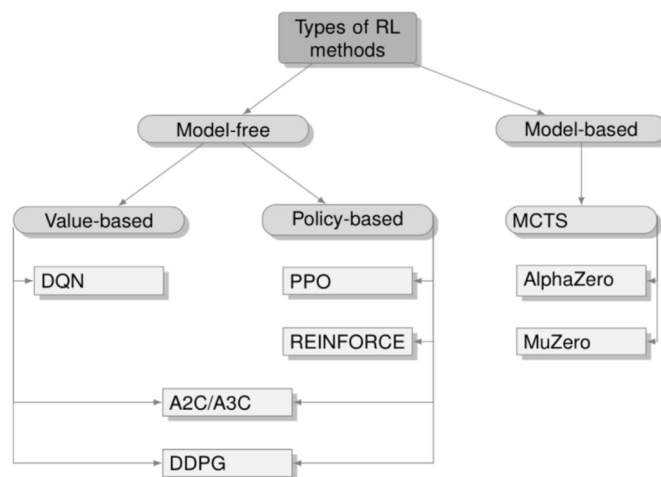 Types of RL
methods
Model-free
Model-based
Value-based
Policy-based
MCTS
DQN
PPO
AlphaZero
REINFORCE
MuZero
A2C/A3C
DDPG